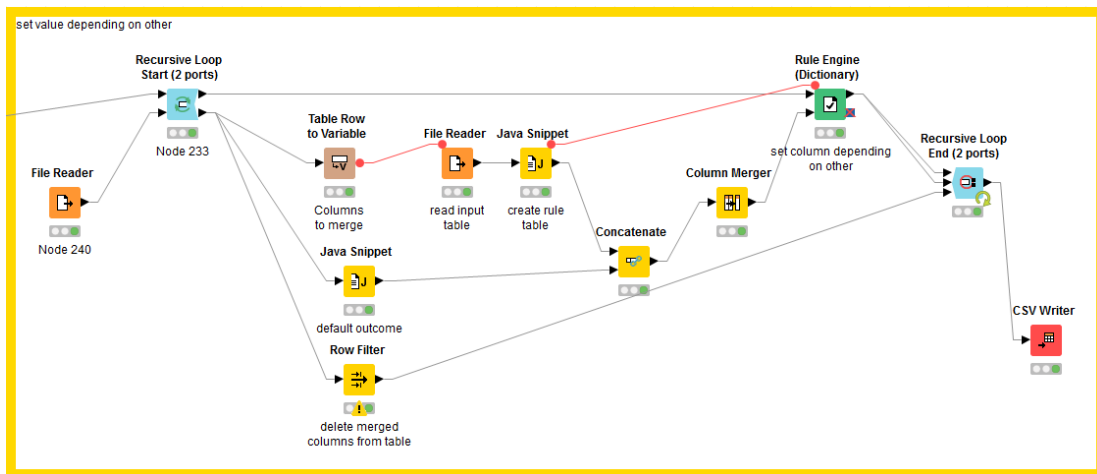 set value depending on other
Recursive Loop
Start (2 ports)
Node 233
File Reader
Node 240
Table Row
to Variable
Columns
to merge
File Reader
read input
table
Java Snippet
create rule
table
Java Snippet
default outcome
Row Filter
delete merged
columns from table
Concatenate
Column Merger
Rule Engine
(Dictionary)
set column depending
on other
Recursive Loop
End (2 ports)
CSV Writer